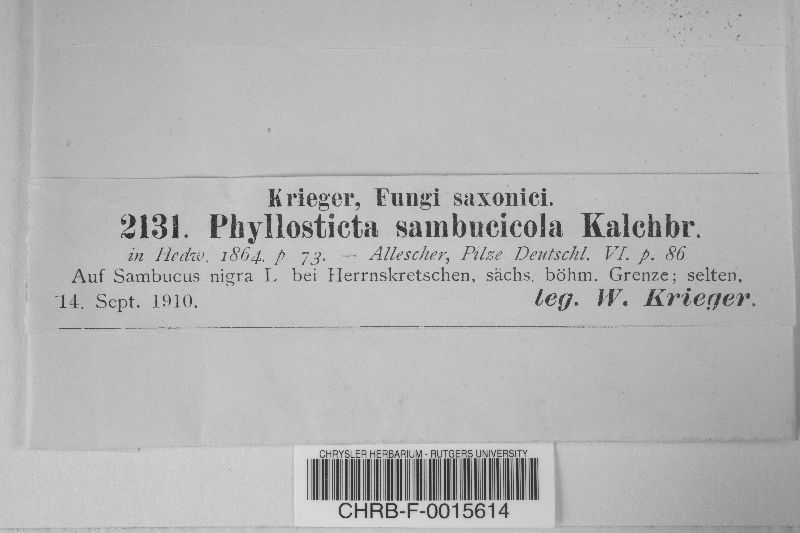 Krieger, Fungi saxonici.
2131. Phyllosticta sambucicola Kalchbr.
in Hedw. 1864. p 73. — Allescher, Pilze Deutschl. VI. p. 86
Auf Sambucus nigra L bei Herrnskretschen, sächs. böhm. Grenze; selten.
14. Sept. 1910. leg. W. Krieger.
CHRYSLER HERBARIUM - RUTGERS UNIVERSITY
CHRB-F-0015614